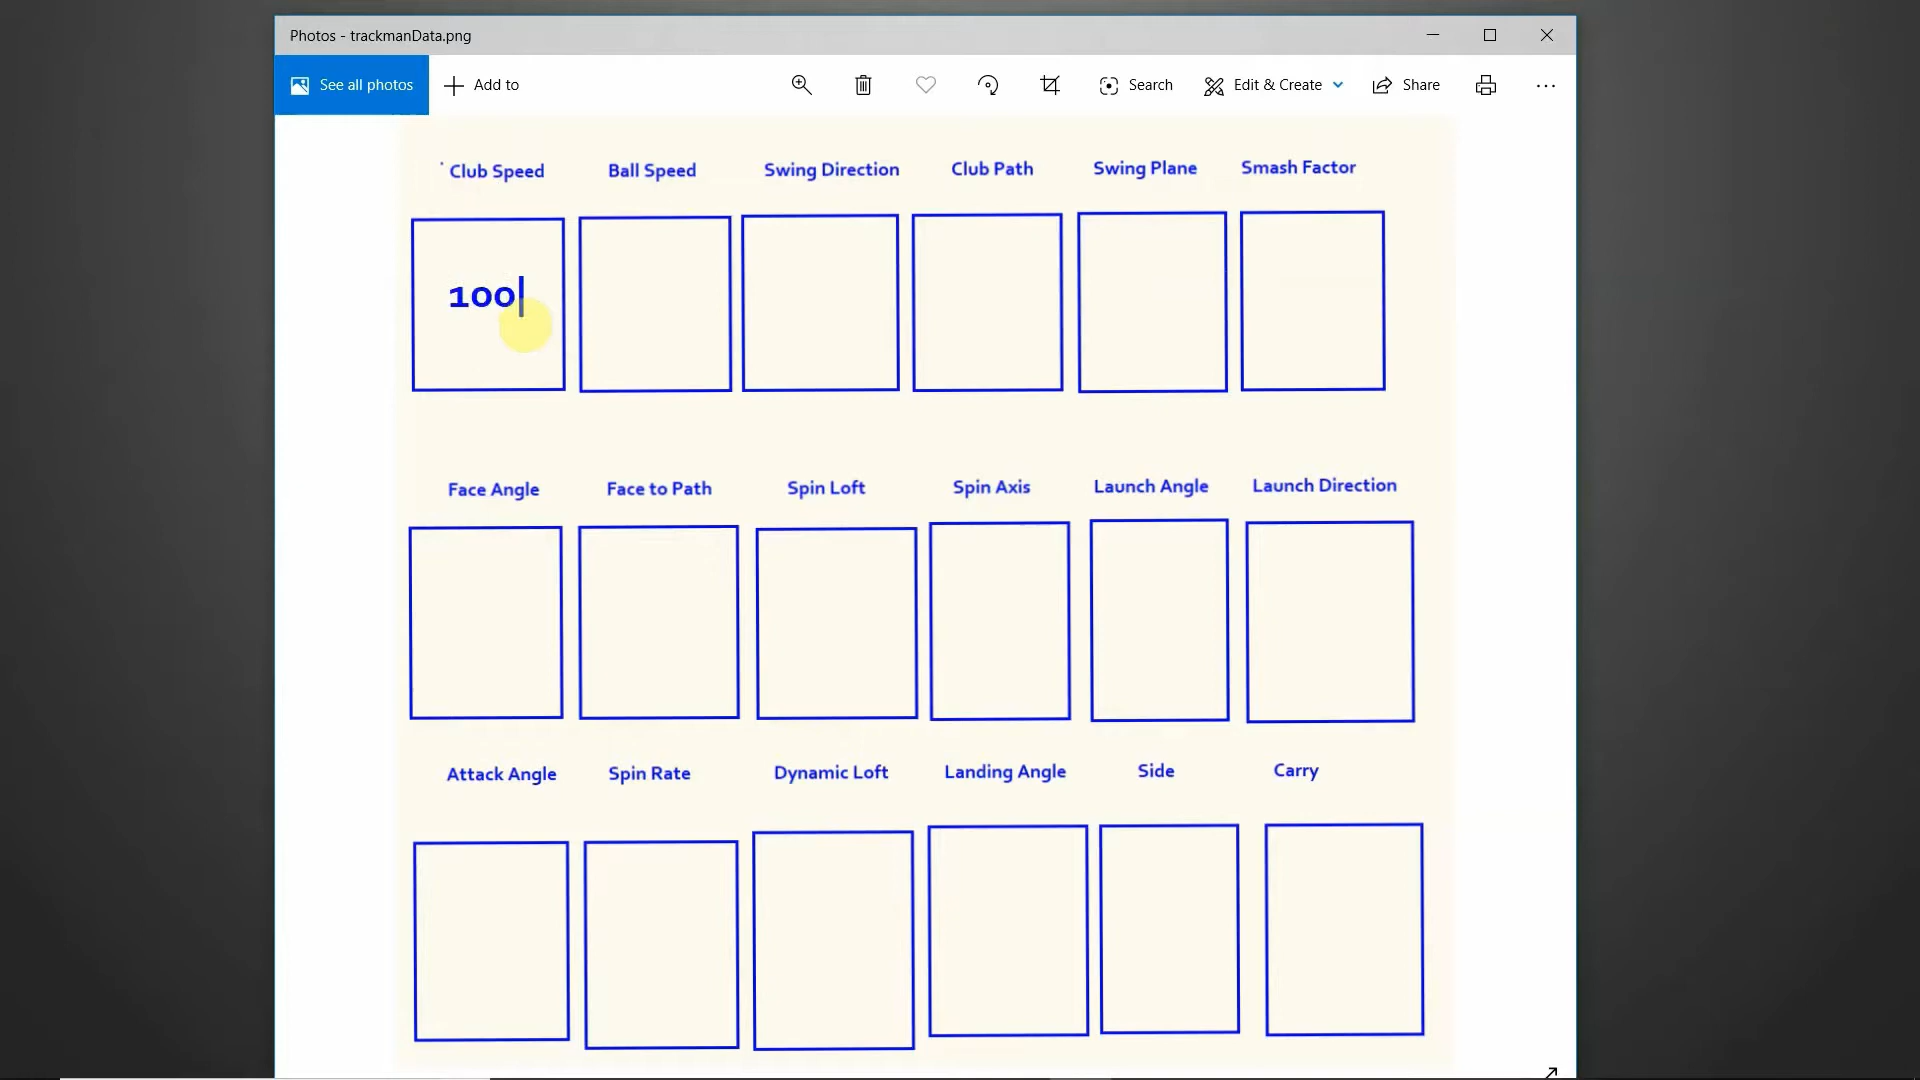 Photos - trackmanData.png
See all photos
Add to
Search
Edit & Create
Share
Club Speed
Ball Speed
Swing Direction
Club Path
Swing Plane
Smash Factor
100
Face Angle
Face to Path
Spin Loft
Spin Axis
Launch Angle
Launch Direction
Attack Angle
Spin Rate
Dynamic Loft
Landing Angle
Side
Carry